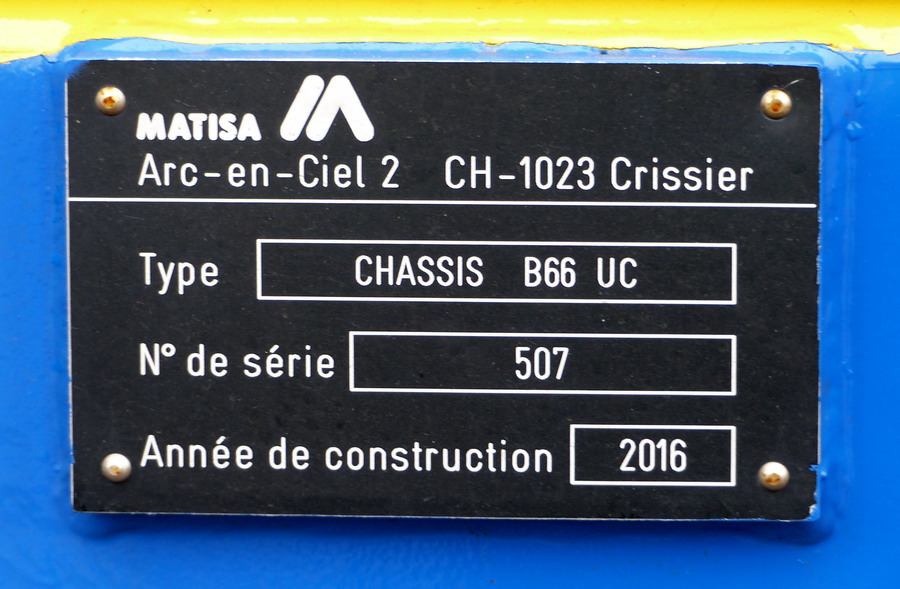 MATISA
Arc-en-Ciel 2 CH-1023 Crissier
Type CHASSIS B66 UC
N° de série 507
Année de construction 2016